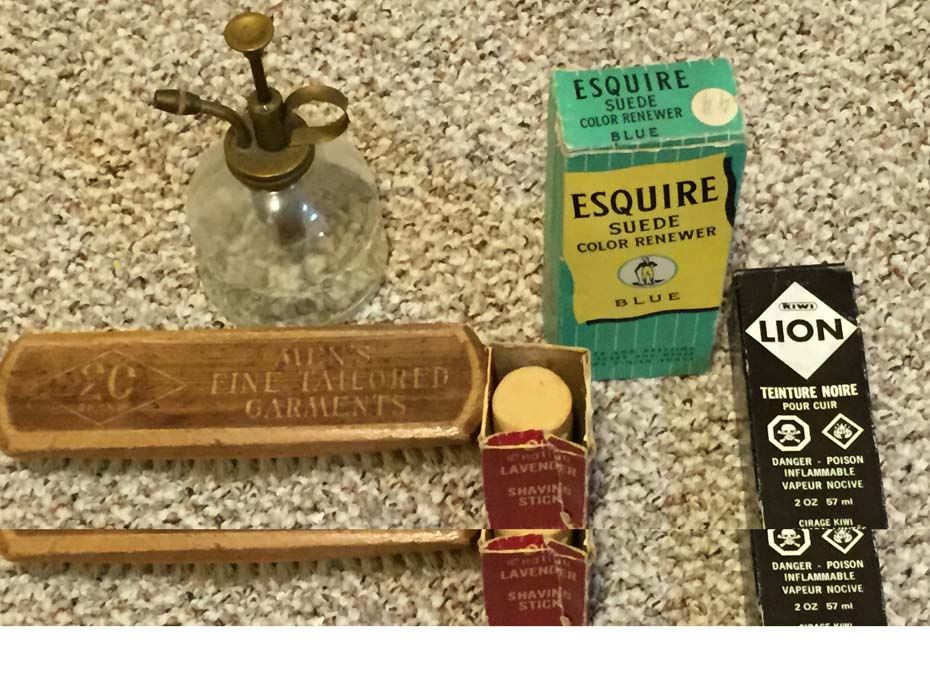 ESQUIRE
SUEDE
COLOR RENEWER
BLUE
ESQUIRE
SUEDE
COLOR RENEWER
BLUE
KIWI
LION
TEINTURE NOIRE
POUR CUIR
DANGER - POISON
INFLAMMABLE
VAPEUR NOCIVE
2 OZ 57 ml
CIRAGE KIWI
MEN'S
FINE TAILORED
GARMENTS
English
LAVENDER
SHAVING
STICK
English
LAVENDER
SHAVING
STICK
DANGER - POISON
INFLAMMABLE
VAPEUR NOCIVE
2 OZ 57 ml